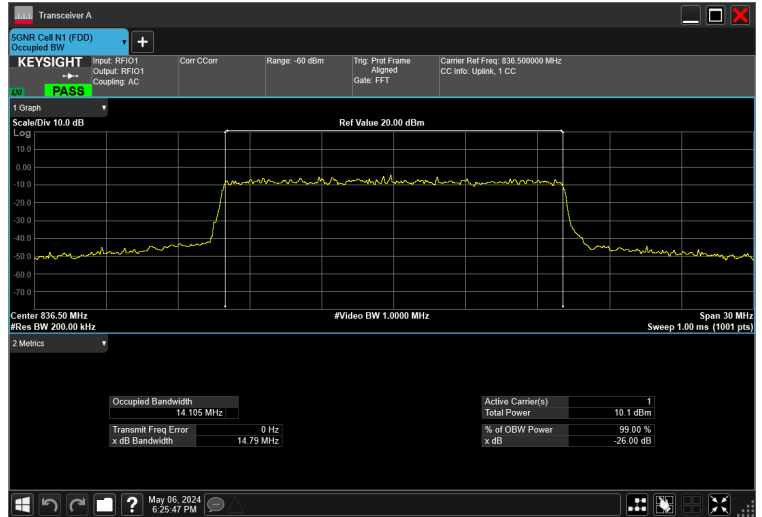 Transceiver A
5GNR Cell N1 (FDD)
Occupied BW
KEYSIGHT
LNI
PASS
Input: RFIO1
Output: RFIO1
Coupling: AC
Corr CCorr
Range: -60 dBm
Trig: Prot Frame
Aligned
Gate: FFT
Carrier Ref Freq: 836.500000 MHz
CC Info: Uplink, 1 CC
1 Graph
Scale/Div 10.0 dB
Ref Value 20.00 dBm
Log
10.0
0.00
-10.0
-20.0
-30.0
-40.0
-50.0
-60.0
-70.0
Center 836.50 MHz
#Video BW 1.0000 MHz
Span 30 MHz
#Res BW 200.00 kHz
Sweep 1.00 ms (1001 pts)
2 Metrics
Occupied Bandwidth
14.105 MHz
Transmit Freq Error 0 Hz
x dB Bandwidth 14.79 MHz
Active Carrier(s) 1
Total Power 10.1 dBm
% of OBW Power 99.00 %
x dB -26.00 dB
May 06, 2024
6:25:47 PM